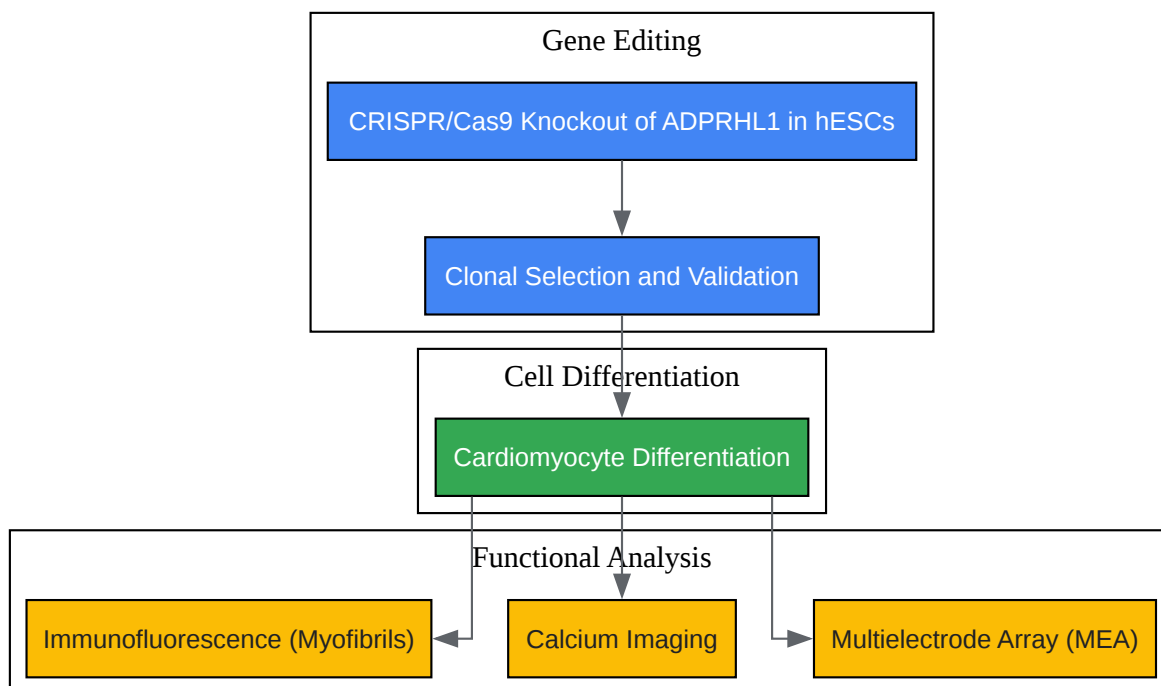 Gene Editing
CRISPR/Cas9 Knockout of ADPRHL1 in hESCs
Clonal Selection and Validation
Cell Differentiation
Cardiomyocyte Differentiation
Functional Analysis
Immunofluorescence (Myofibrils)
Calcium Imaging
Multielectrode Array (MEA)